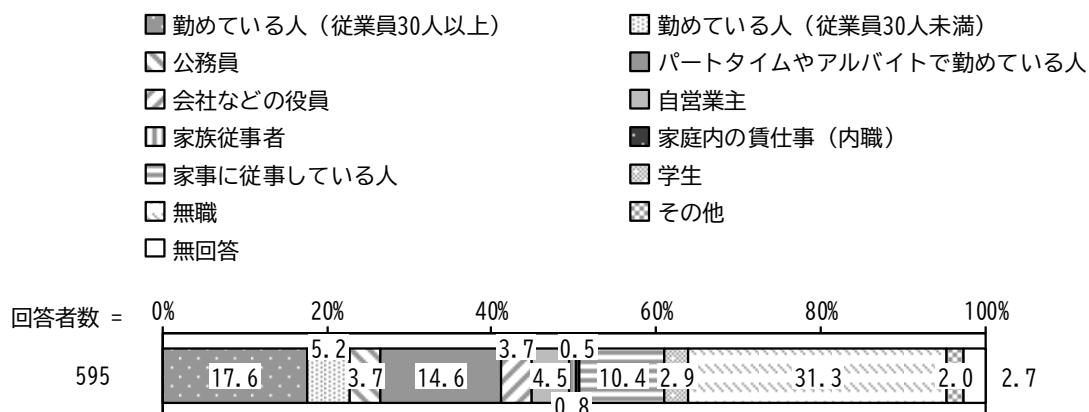 勤めている人（従業員30人以上） 勤めている人（従業員30人未満）
公務員 パートタイムやアルバイトで勤めている人
会社などの役員 自営業主
家族従事者 家庭内の賃仕事（内職）
家事に従事している人 学生
無職 その他
無回答
回答者数 = 0% 20% 40% 60% 80% 100%
5.2 3.7 0.5
595 17.6 3.7 14.6 4.5 10.4 2.9 31.3 2.0 2.7
0.8